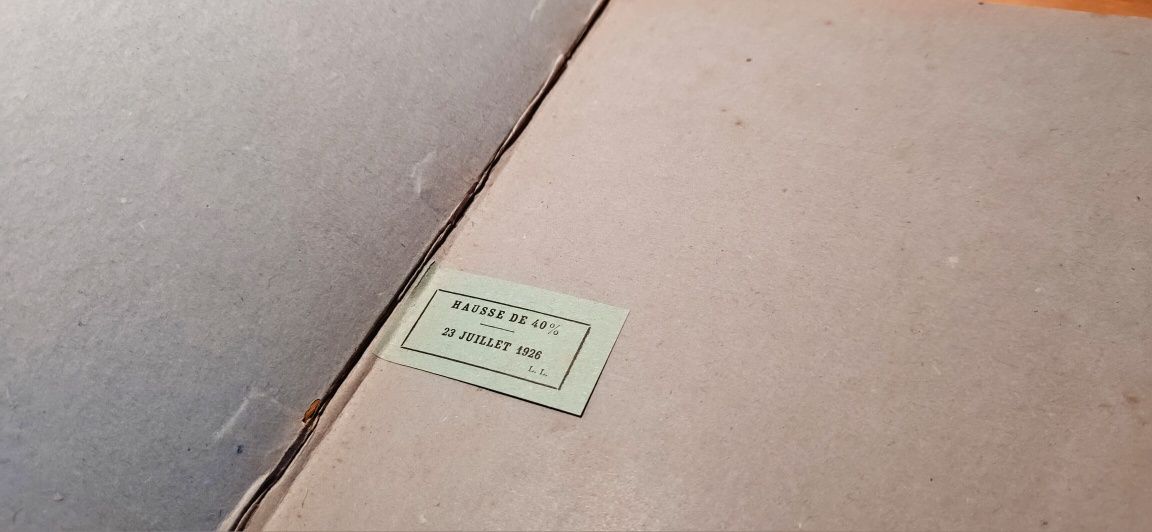 HAUSSE DE 40%
23 JUILLET 1926
L. L.